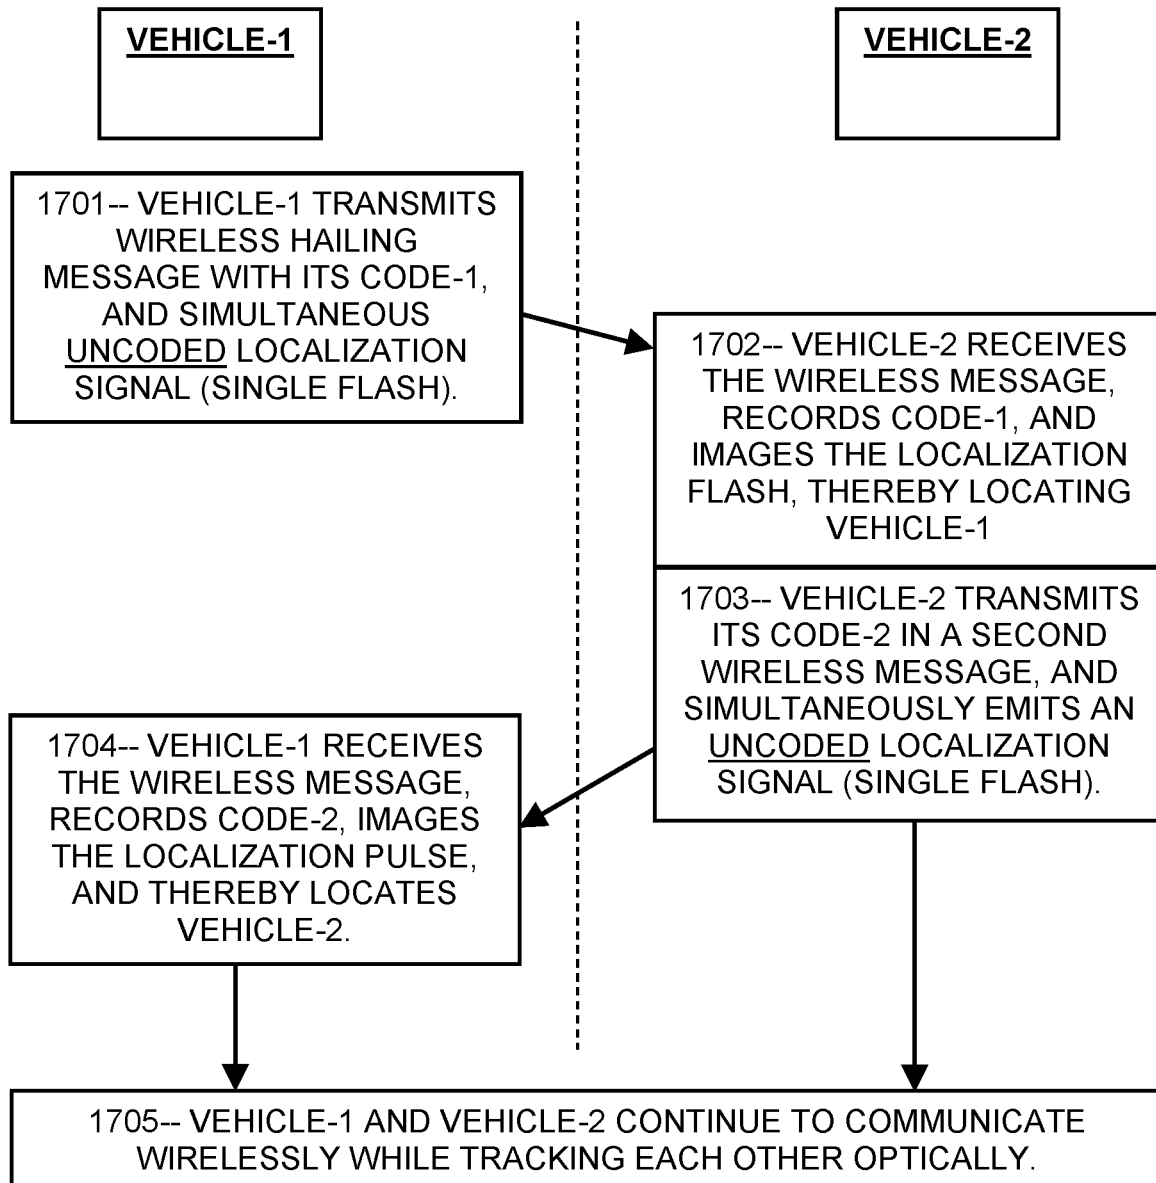 VEHICLE-1
VEHICLE-2
1701-- VEHICLE-1 TRANSMITS
WIRELESS HAILING
MESSAGE WITH ITS CODE-1,
AND SIMULTANEOUS
UNCODED LOCALIZATION
SIGNAL (SINGLE FLASH).
1702-- VEHICLE-2 RECEIVES
THE WIRELESS MESSAGE,
RECORDS CODE-1, AND
IMAGES THE LOCALIZATION
FLASH, THEREBY LOCATING
VEHICLE-1
1703-- VEHICLE-2 TRANSMITS
ITS CODE-2 IN A SECOND
WIRELESS MESSAGE, AND
SIMULTANEOUSLY EMITS AN
UNCODED LOCALIZATION
SIGNAL (SINGLE FLASH).
1704-- VEHICLE-1 RECEIVES
THE WIRELESS MESSAGE,
RECORDS CODE-2, IMAGES
THE LOCALIZATION PULSE,
AND THEREBY LOCATES
VEHICLE-2.
1705-- VEHICLE-1 AND VEHICLE-2 CONTINUE TO COMMUNICATE
WIRELESSLY WHILE TRACKING EACH OTHER OPTICALLY.